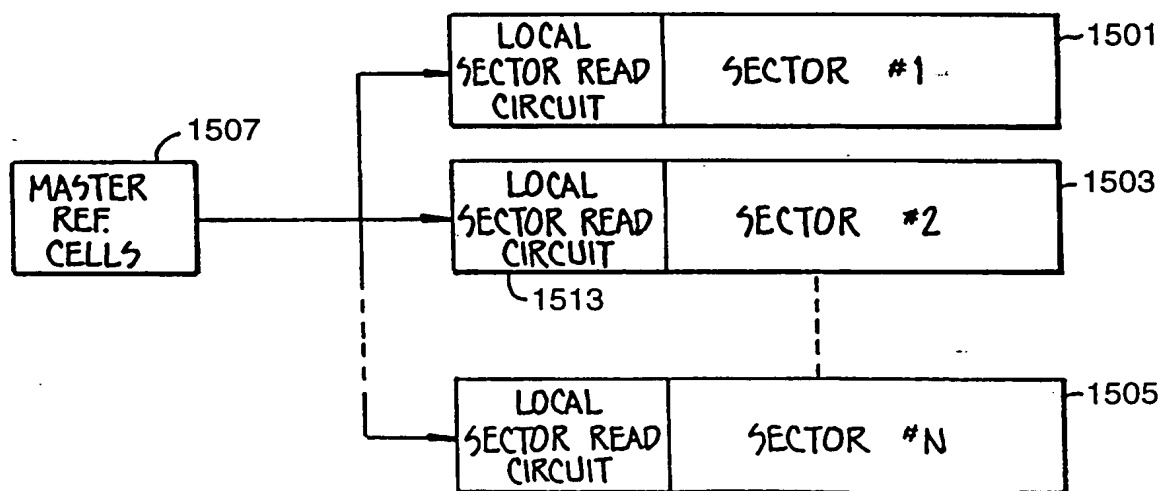 LOCAL
SECTOR READ
CIRCUIT
SECTOR #1
1501
1507
MASTER
REF.
CELLS
LOCAL
SECTOR READ
CIRCUIT
SECTOR #2
1503
1513
LOCAL
SECTOR READ
CIRCUIT
SECTOR #N
1505